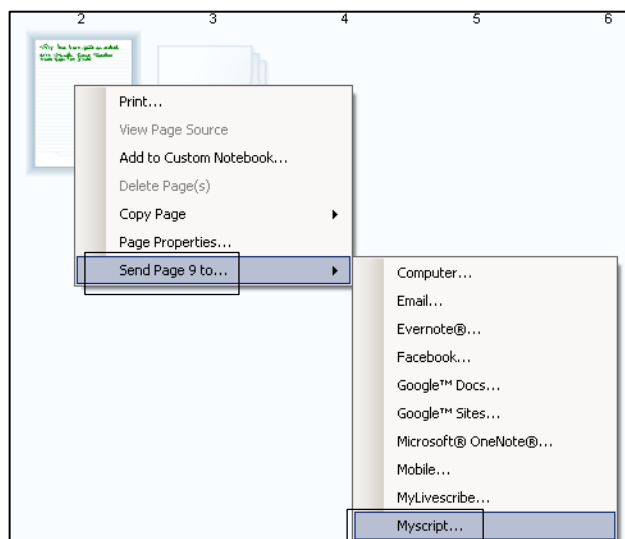 2 3 4 5 6
Print...
View Page Source
Add to Custom Notebook...
Delete Page(s)
Copy Page
Page Properties...
Send Page 9 to...
Computer...
Email...
Evernote®...
Facebook...
Google™ Docs...
Google™ Sites...
Microsoft® OneNote®...
Mobile...
MyLivescribe...
Myscript...